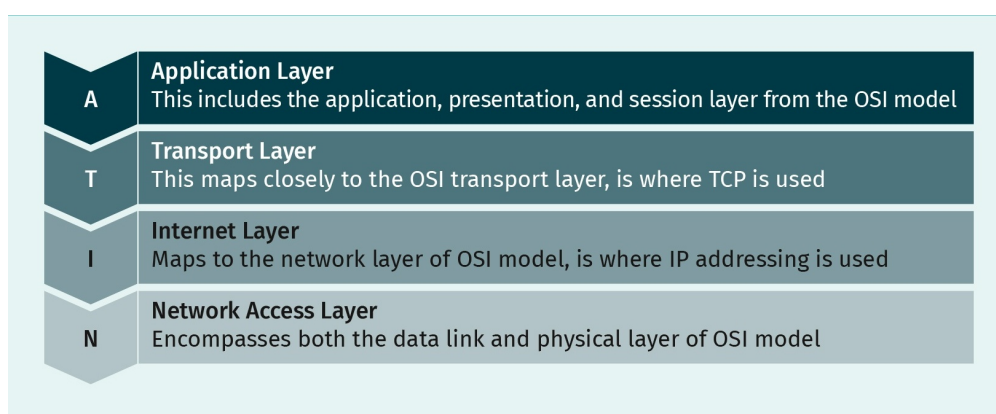 A
Application Layer
This includes the application, presentation, and session layer from the OSI model
T
Transport Layer
This maps closely to the OSI transport layer, is where TCP is used
I
Internet Layer
Maps to the network layer of OSI model, is where IP addressing is used
N
Network Access Layer
Encompasses both the data link and physical layer of OSI model